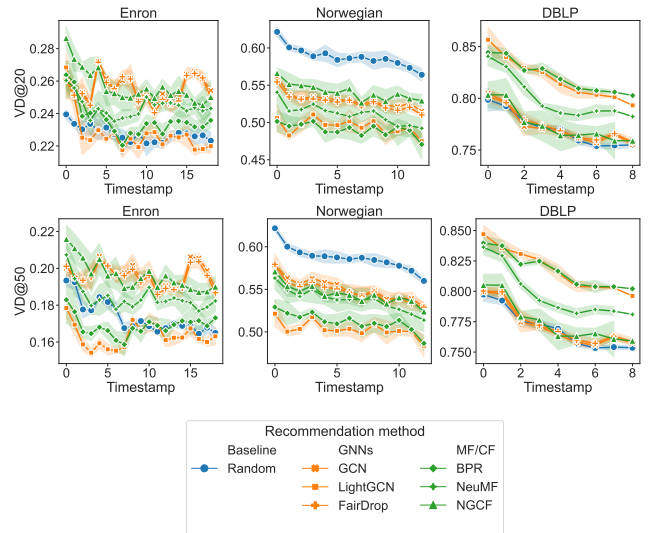 Enron Norwegian DBLP
0.28
0.26
0.24
0.22
0.60
0.55
0.50
0.45
0.85
0.80
0.75
VD@20
0 5 10 15 0 5 10 0 2 4 6 8
Timestamp Timestamp Timestamp
Enron Norwegian DBLP
0.22
0.20
0.18
0.16
0.60
0.55
0.50
0.850
0.825
0.800
0.775
0.750
VD@50
0 5 10 15 0 5 10 0 2 4 6 8
Timestamp Timestamp Timestamp
Recommendation method
Baseline GNNs MF/CF
Random GCN BPR
LightGCN NeuMF
FairDrop NGCF